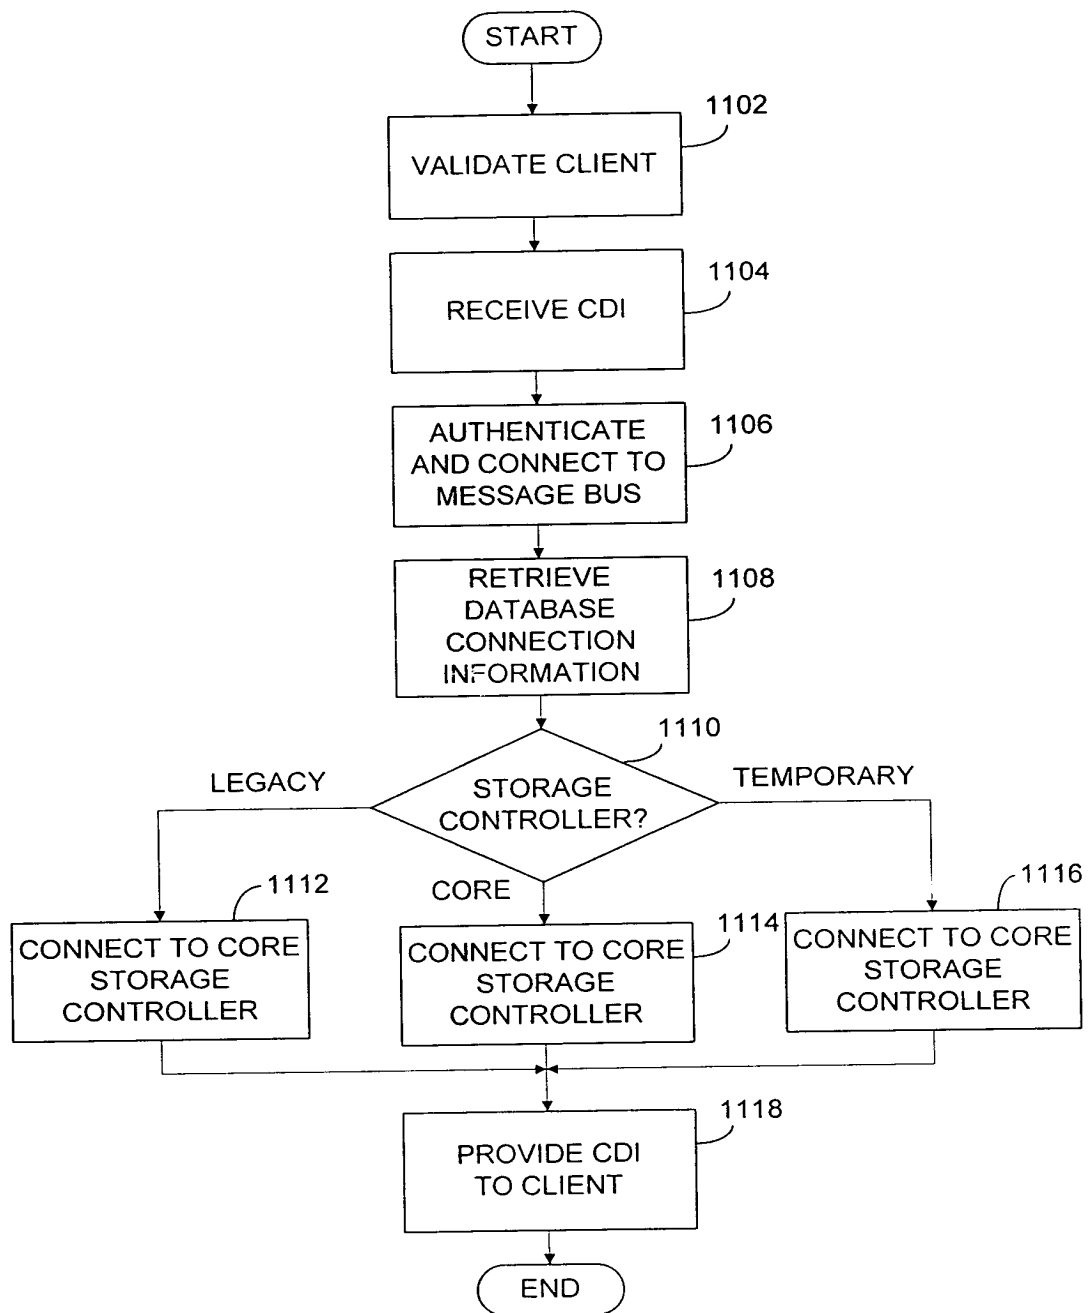 START
1102
VALIDATE CLIENT
1104
RECEIVE CDI
1106
AUTHENTICATE
AND CONNECT TO
MESSAGE BUS
1108
RETRIEVE
DATABASE
CONNECTION
INFORMATION
1110
LEGACY
STORAGE
CONTROLLER?
TEMPORARY
CORE
1112
CONNECT TO CORE
STORAGE
CONTROLLER
1114
CONNECT TO CORE
STORAGE
CONTROLLER
1116
CONNECT TO CORE
STORAGE
CONTROLLER
1118
PROVIDE CDI
TO CLIENT
END